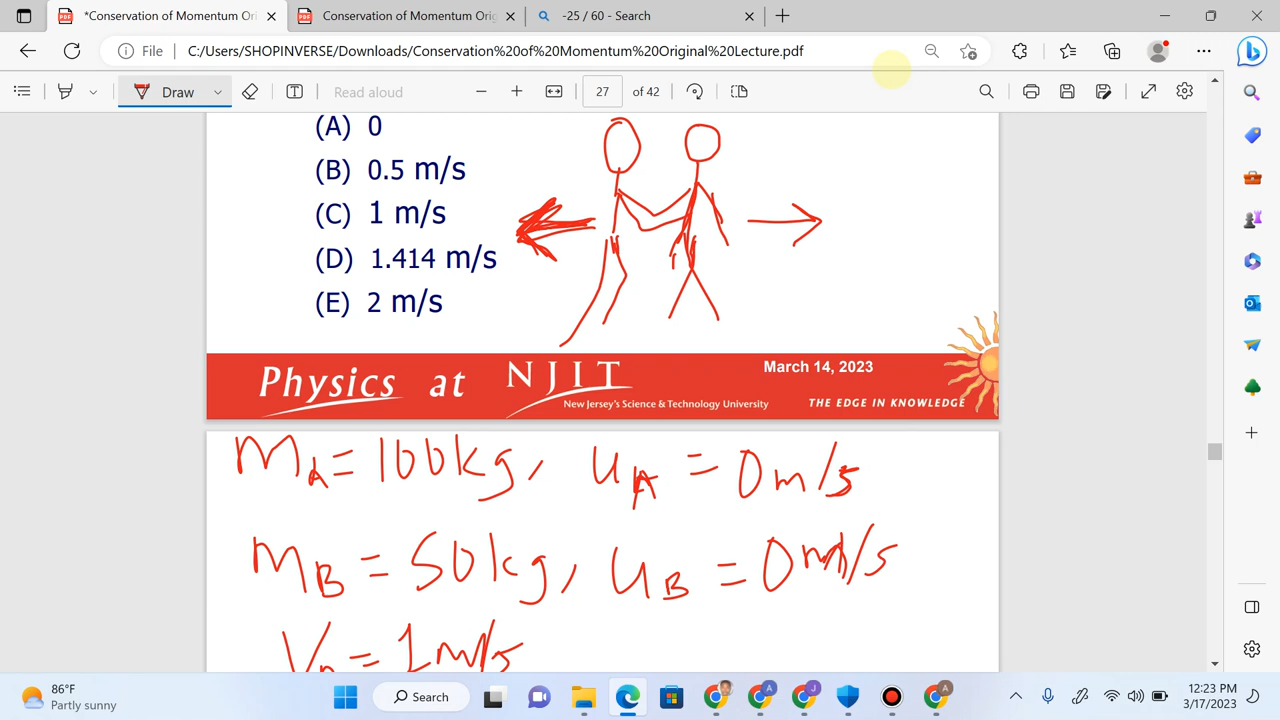 *Conservation of Momentum Ori
Conservation of Momentum Orig
-25 / 60 - Search
File
C:/Users/SHOPINVERSE/Downloads/Conservation%20of%20Momentum%20Original%20Lecture.pdf
Draw
Read aloud
27 of 42
(A) 0
(B) 0.5 m/s
(C) 1 m/s
(D) 1.414 m/s
(E) 2 m/s
Physics at NJIT
New Jersey's Science & Technology University
March 14, 2023
THE EDGE IN KNOWLEDGE
mA = 100kg, uA = 0m/s
mB = 50kg, uB = 0m/s
= 1m/s
86°F
Partly sunny
Search
12:23 PM
3/17/2023